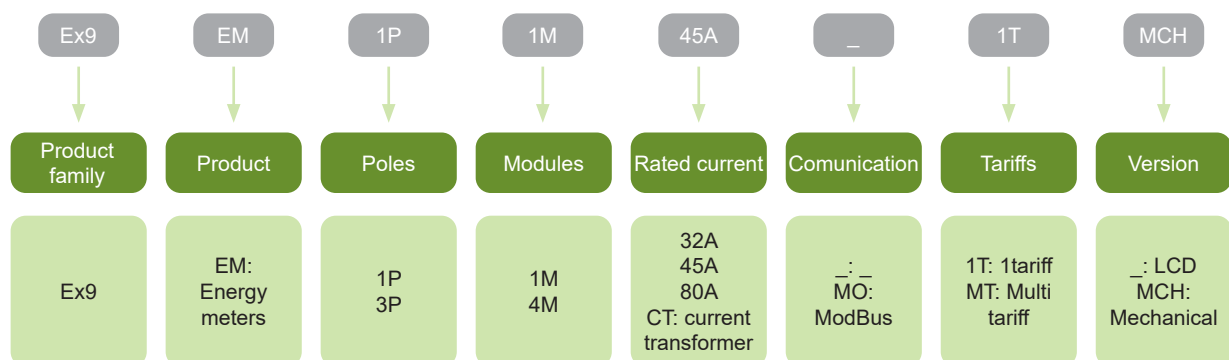 Ex9
EM
1P
1M
45A
_
1T
MCH
Product
family
Product
Poles
Modules
Rated current
Comunication
Tariffs
Version
Ex9
EM:
Energy
meters
1P
3P
1M
4M
32A
45A
80A
CT: current
transformer
_: _
MO:
ModBus
1T: 1tariff
MT: Multi
tariff
_: LCD
MCH:
Mechanical